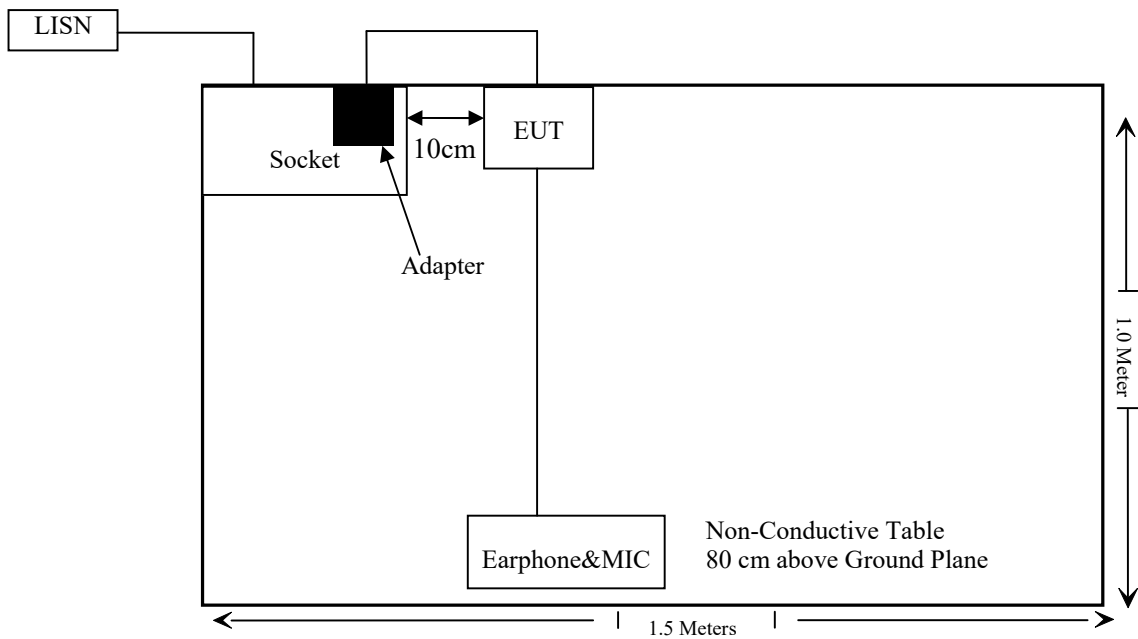 LISN
EUT
10cm
Socket
Adapter
1.0 Meter
Earphone&MIC
Non-Conductive Table
80 cm above Ground Plane
1.5 Meters